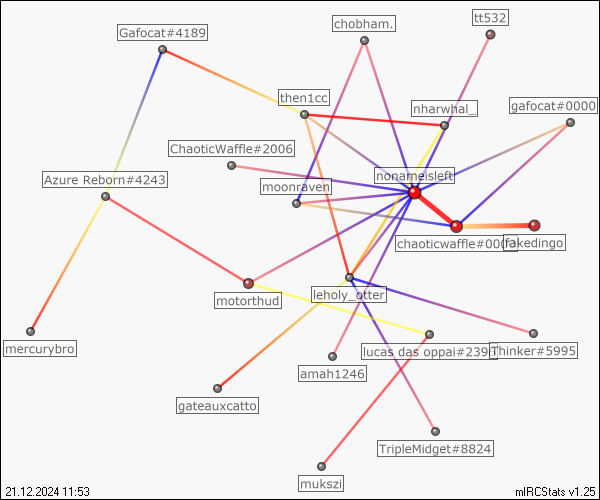 tt532
chobham.
Gafocat#4189
then1cc
nharwhal_
gafocat#0000
ChaoticWaffle#2006
nonameisleft
Azure Reborn#4243
moonraven
chaoticwaffle#000
fakedingo
motorthud
leholy_otter
mercurybro
lucas das oppai#239
Thinker#5995
amah1246
gateauxcatto
TripleMidget#8824
mukszi
21.12.2024 11:53
mIRCStats v1.25